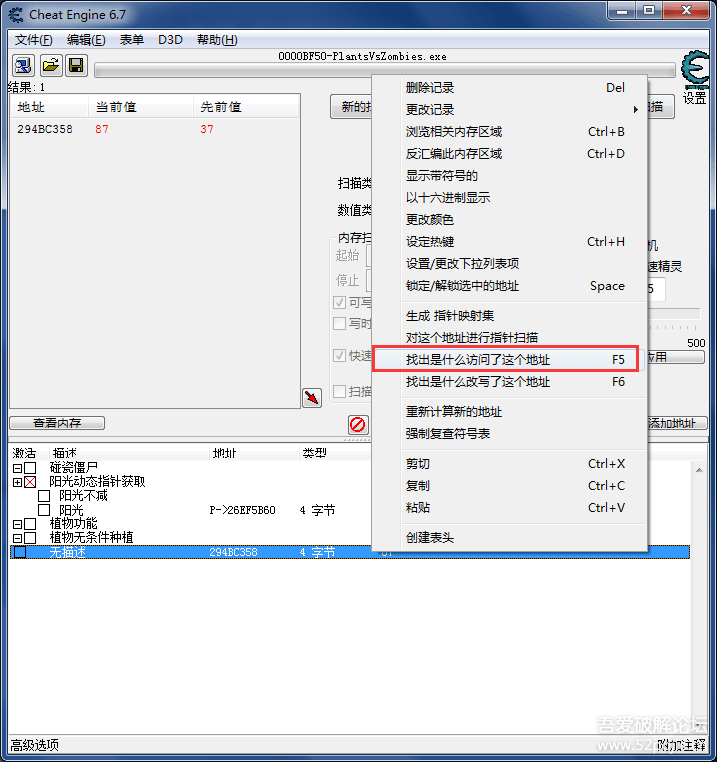 Cheat Engine 6.7
文件(F) 编辑(E) 表单 D3D 帮助(H)
0000BF50-PlantsVsZombies.exe
结果: 1
设置
地址 当前值 先前值
294BC358 87 37
新的扫
扫描
扫描类
数值类
内存扫
起始
停止
可写
写时
快速
扫描
机
速精灵
5
500
应用
查看内存
添加地址
删除记录 Del
更改记录
浏览相关内存区域 Ctrl+B
反汇编此内存区域 Ctrl+D
显示带符号的
以十六进制显示
更改颜色
设定热键 Ctrl+H
设置/更改下拉列表项
锁定/解锁选中的地址 Space
生成 指针映射集
对这个地址进行指针扫描
找出是什么访问了这个地址 F5
找出是什么改写了这个地址 F6
重新计算新的地址
强制复查符号表
剪切 Ctrl+X
复制 Ctrl+C
粘贴 Ctrl+V
创建表头
激活 描述 地址 类型
碰瓷僵尸
阳光动态指针获取
阳光不减
阳光 P->26EF5B60 4 字节
植物功能
植物无条件种植
无描述 294BC358 4 字节
高级选项
附加注释
吾爱破解论坛